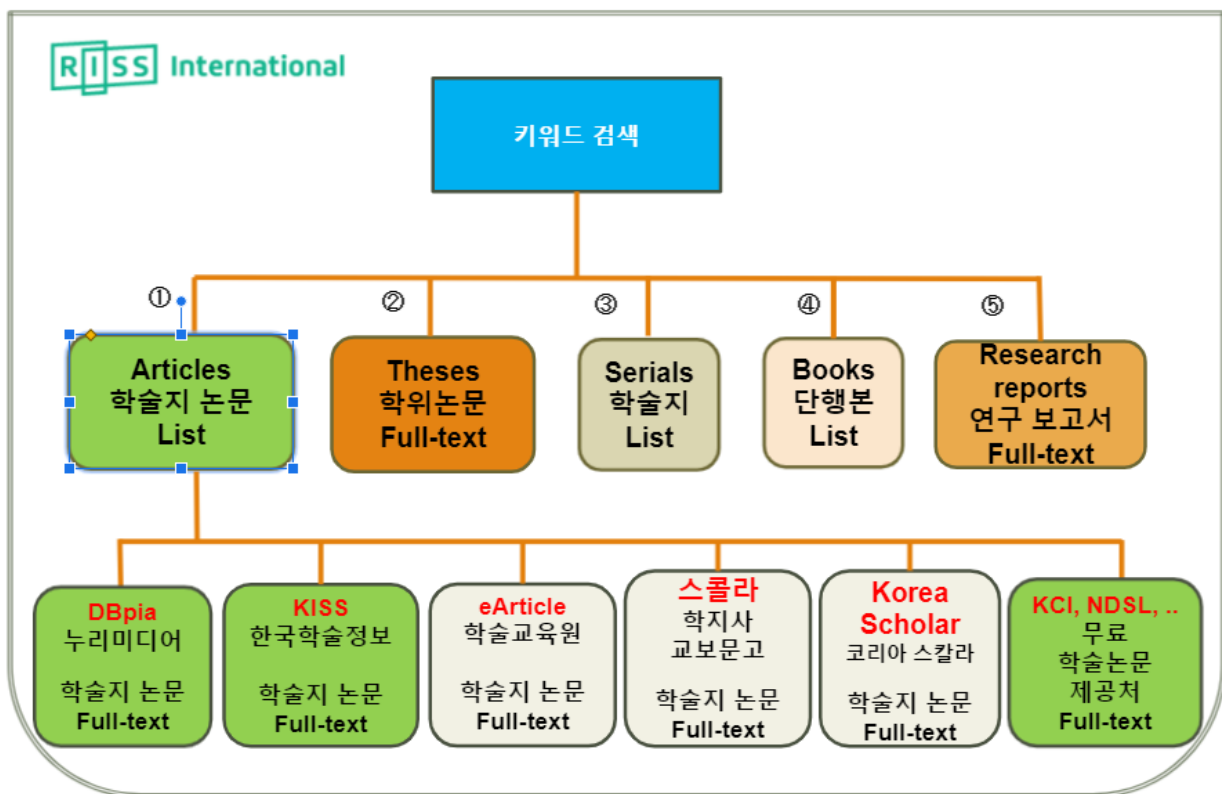 RISS International
키워드 검색
①
②
③
④
⑤
Articles
학술지 논문
List
Theses
학위논문
Full-text
Serials
학술지
List
Books
단행본
List
Research
reports
연구 보고서
Full-text
DBpia
누리미디어
학술지 논문
Full-text
KISS
한국학술정보
학술지 논문
Full-text
eArticle
학술교육원
학술지 논문
Full-text
스콜라
학지사
교보문고
학술지 논문
Full-text
Korea
Scholar
코리아 스칼라
학술지 논문
Full-text
KCI, NDSL, ..
무료
학술논문
제공처
Full-text